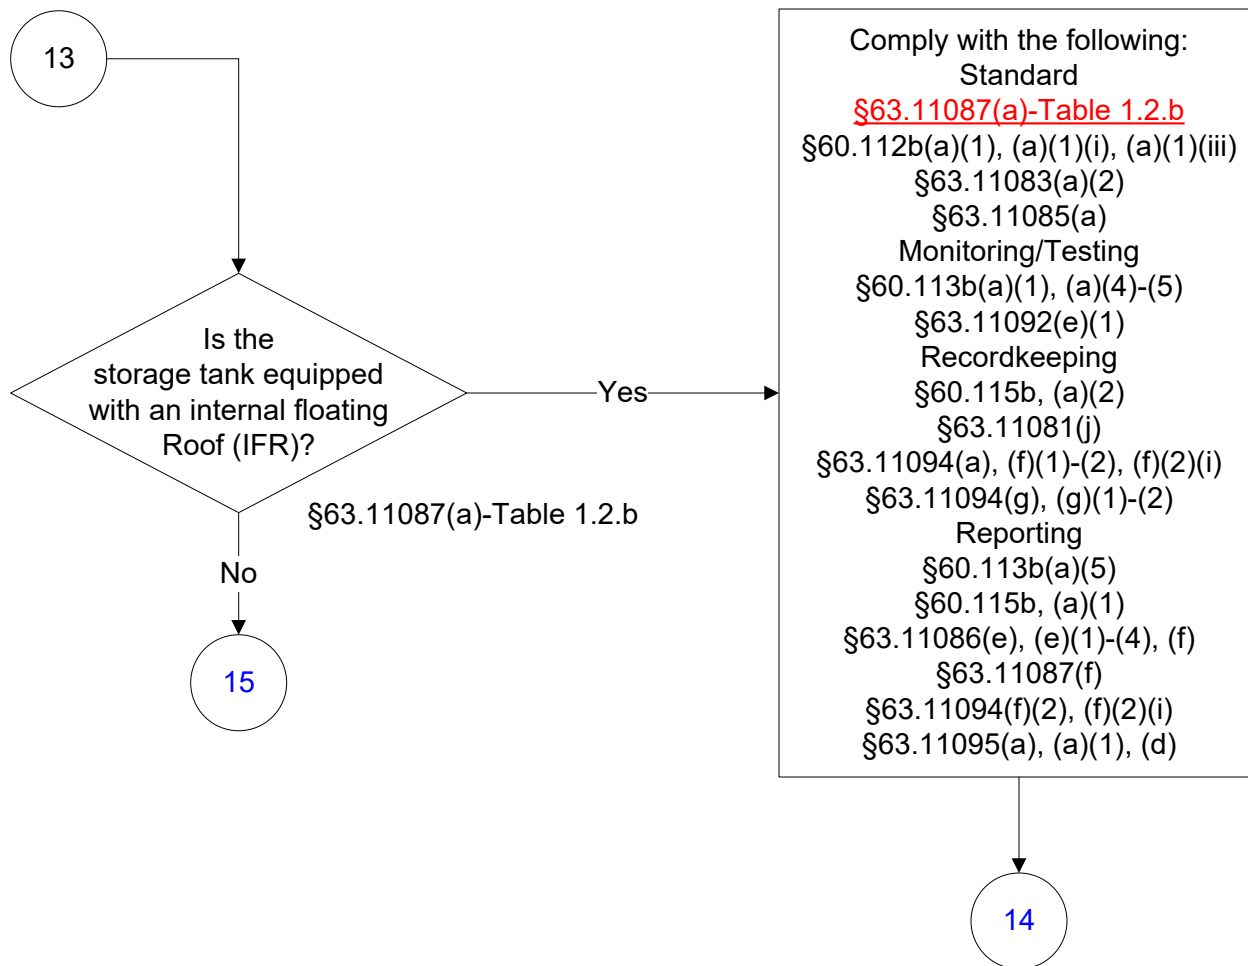 13
Is the
storage tank equipped
with an internal floating
Roof (IFR)?
§63.11087(a)-Table 1.2.b
Yes
No
15
Comply with the following:
Standard
§63.11087(a)-Table 1.2.b
§60.112b(a)(1), (a)(1)(i), (a)(1)(iii)
§63.11083(a)(2)
§63.11085(a)
Monitoring/Testing
§60.113b(a)(1), (a)(4)-(5)
§63.11092(e)(1)
Recordkeeping
§60.115b, (a)(2)
§63.11081(j)
§63.11094(a), (f)(1)-(2), (f)(2)(i)
§63.11094(g), (g)(1)-(2)
Reporting
§60.113b(a)(5)
§60.115b, (a)(1)
§63.11086(e), (e)(1)-(4), (f)
§63.11087(f)
§63.11094(f)(2), (f)(2)(i)
§63.11095(a), (a)(1), (d)
14